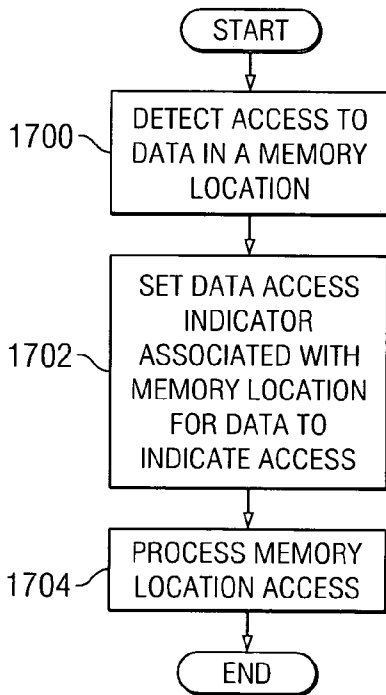 START
1700
DETECT ACCESS TO
DATA IN A MEMORY
LOCATION
1702
SET DATA ACCESS
INDICATOR
ASSOCIATED WITH
MEMORY LOCATION
FOR DATA TO
INDICATE ACCESS
1704
PROCESS MEMORY
LOCATION ACCESS
END